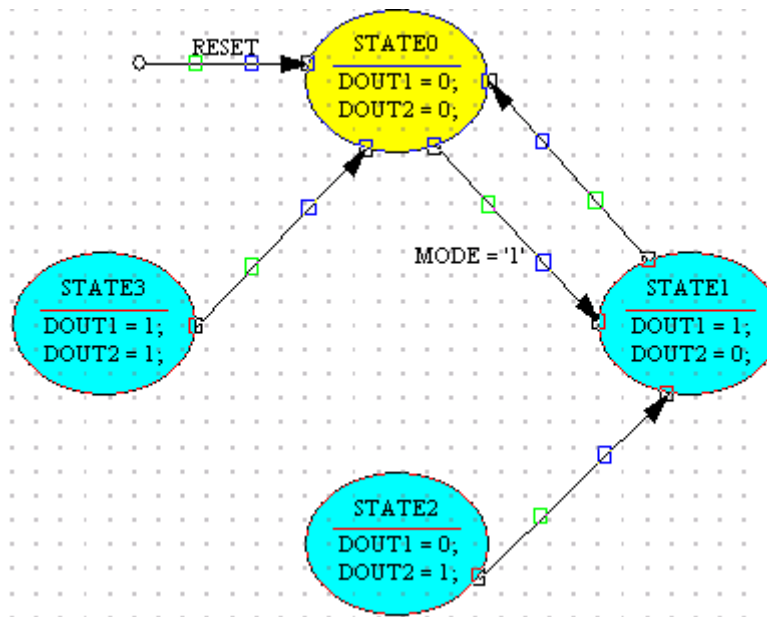 RESET
STATE0
DOUT1 = 0;
DOUT2 = 0;
MODE = '1'
STATE3
DOUT1 = 1;
DOUT2 = 1;
STATE1
DOUT1 = 1;
DOUT2 = 0;
STATE2
DOUT1 = 0;
DOUT2 = 1;